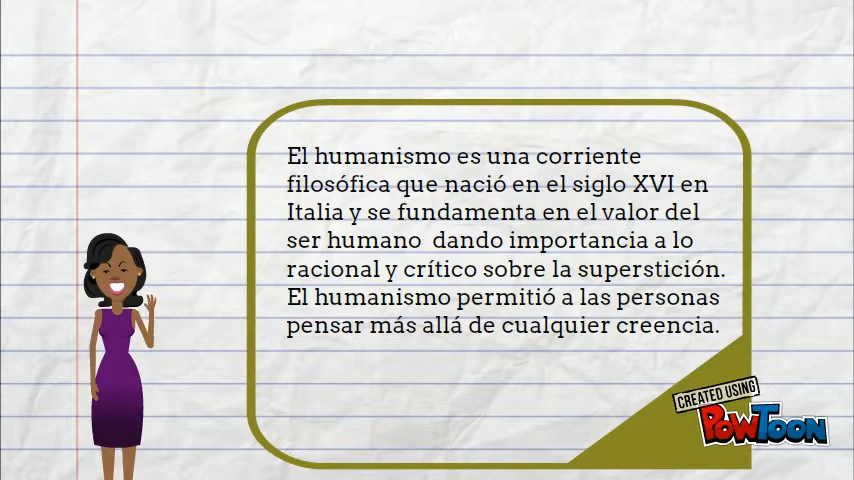 El humanismo es una corriente
filosófica que nació en el siglo XVI en
Italia y se fundamenta en el valor del
ser humano  dando importancia a lo
racional y crítico sobre la superstición.
El humanismo permitió a las personas
pensar más allá de cualquier creencia.
CREATED USING
POWTOON